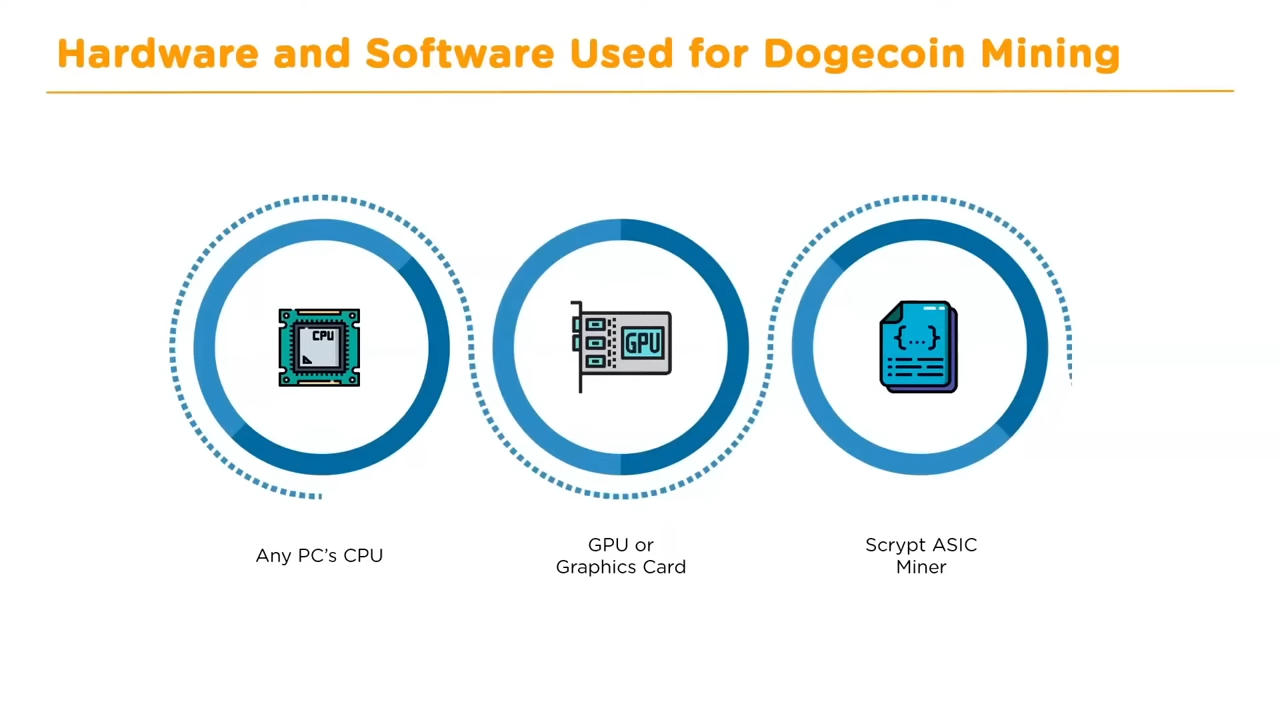 Hardware and Software Used for Dogecoin Mining
CPU
GPU
{...}
Any PC's CPU
GPU or
Graphics Card
Scrypt ASIC
Miner